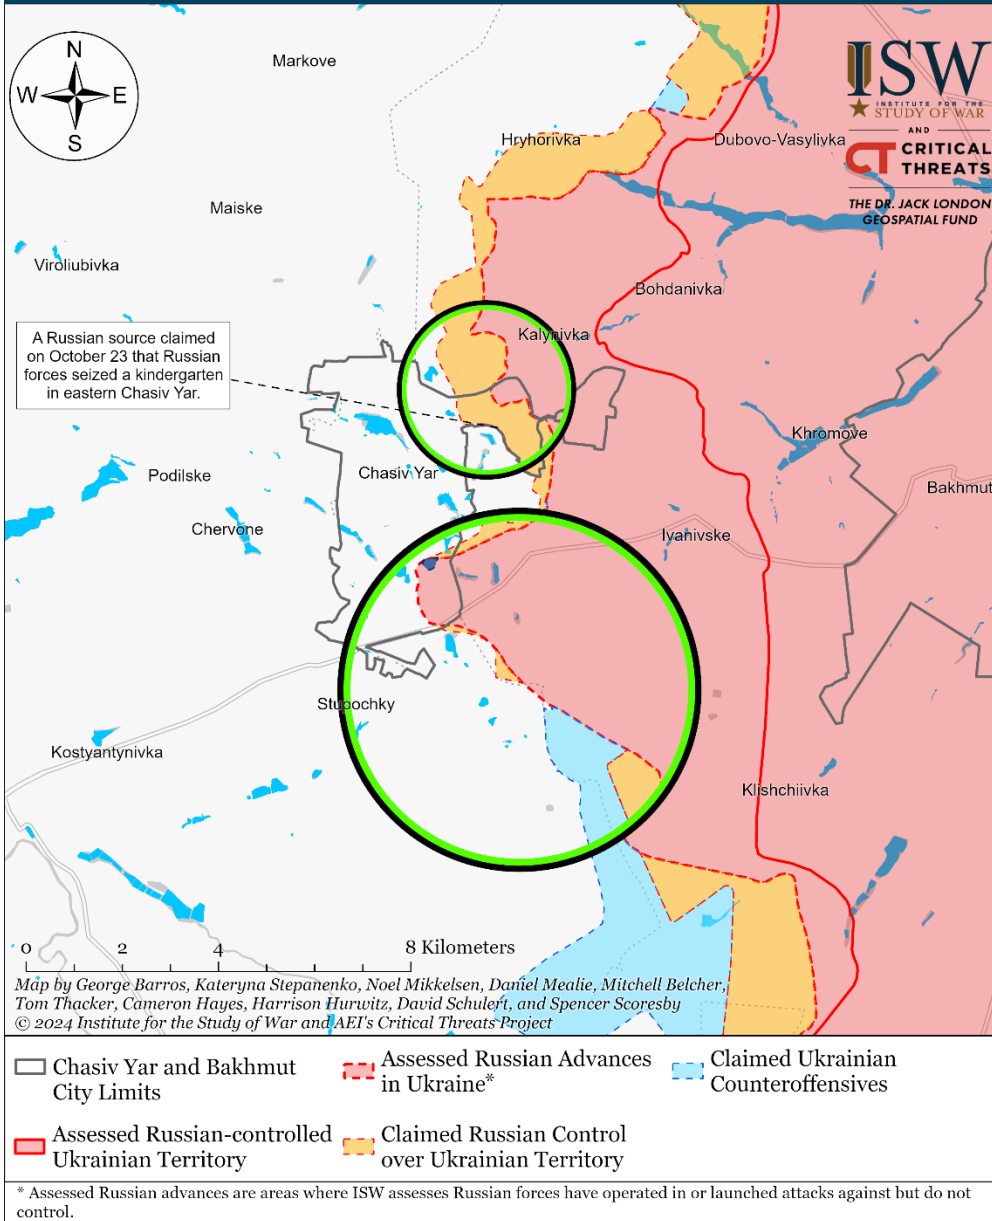 N
W
E
S
ISW
INSTITUTE FOR THE
STUDY OF WAR
AND
CT CRITICAL
THREATS
THE DR. JACK LONDON
GEOSPATIAL FUND
Markove
Hryhorivka
Dubovo-Vasylivka
Maiske
Viroliubivka
Bohdanivka
A Russian source claimed
on October 23 that Russian
forces seized a kindergarten
in eastern Chasiv Yar.
Kalynivka
Khromove
Podilske
Chasiv Yar
Bakhmut
Chervone
Ivanivske
Stupochky
Kostyantynivka
Klishchiivka
0 2 4 8 Kilometers
Map by George Barros, Kateryna Stepanenko, Noel Mikkelsen, Daniel Mealie, Mitchell Belcher,
Tom Thacker, Cameron Hayes, Harrison Hurwitz, David Schulert, and Spencer Scoresby
© 2024 Institute for the Study of War and AEI's Critical Threats Project
Chasiv Yar and Bakhmut
City Limits
Assessed Russian Advances
in Ukraine*
Claimed Ukrainian
Counteroffensives
Assessed Russian-controlled
Ukrainian Territory
Claimed Russian Control
over Ukrainian Territory
* Assessed Russian advances are areas where ISW assesses Russian forces have operated in or launched attacks against but do not
control.